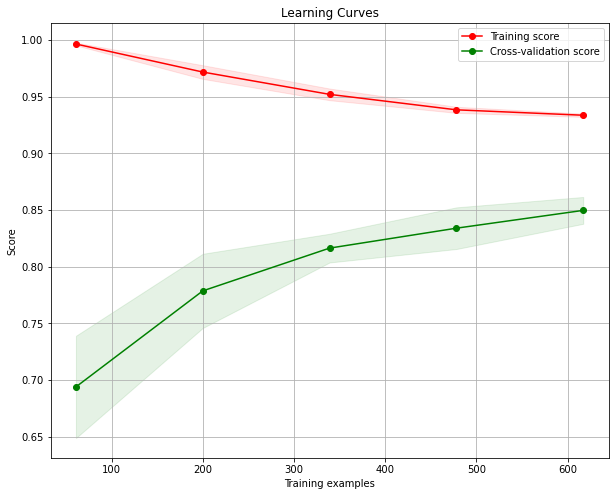 Learning Curves
Training score
Cross-validation score
1.00
0.95
0.90
0.85
0.80
0.75
0.70
0.65
Score
100
200
300
400
500
600
Training examples